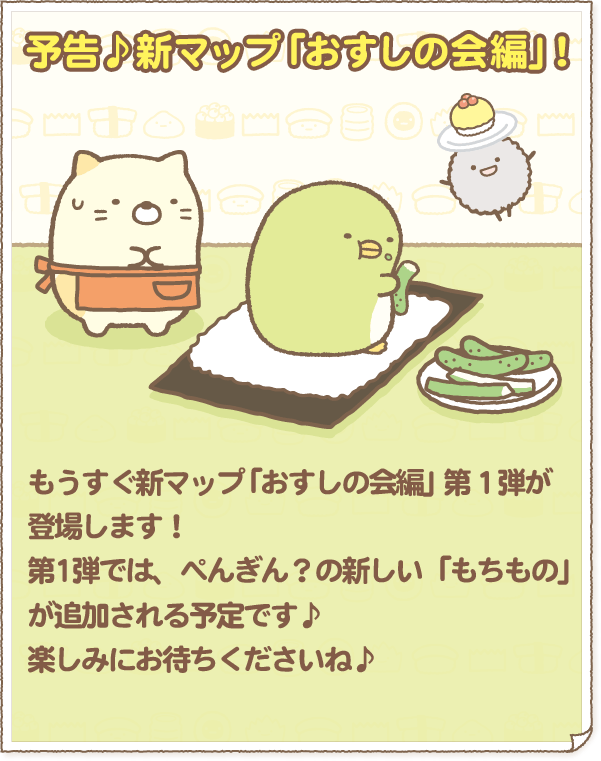 予告♪新マップ「おすしの会編」！
もうすぐ新マップ「おすしの会編」第１弾が
登場します！
第1弾では、ぺんぎん？の新しい「もちもの」
が追加される予定です♪
楽しみにお待ちくださいね♪